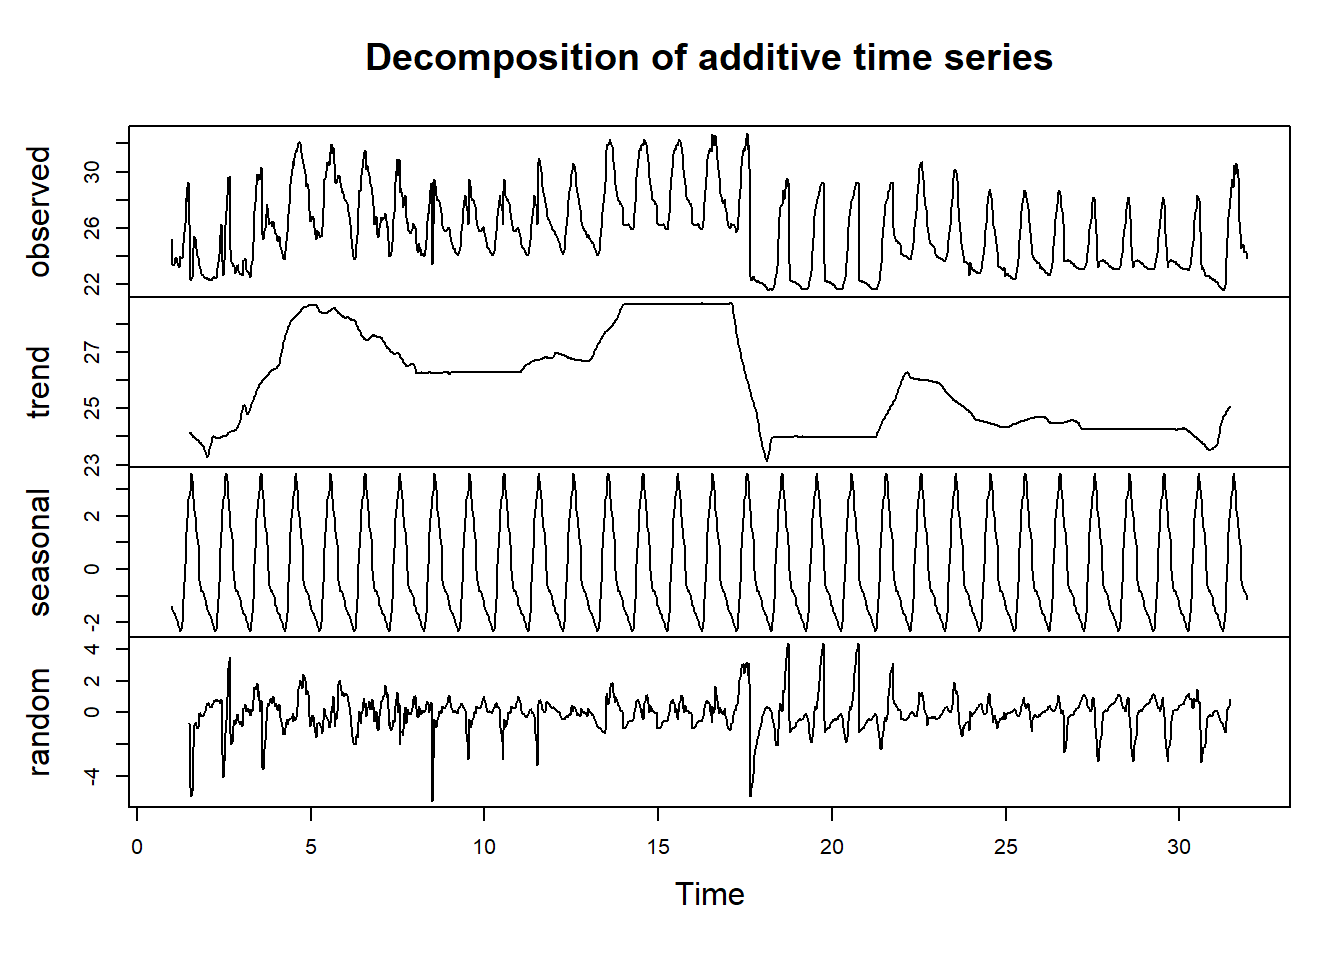 Decomposition of additive time series
observed
22 26 30
trend
23 25 27
seasonal
-2 0 2
random
-4 0 2 4
0 5 10 15 20 25 30
Time